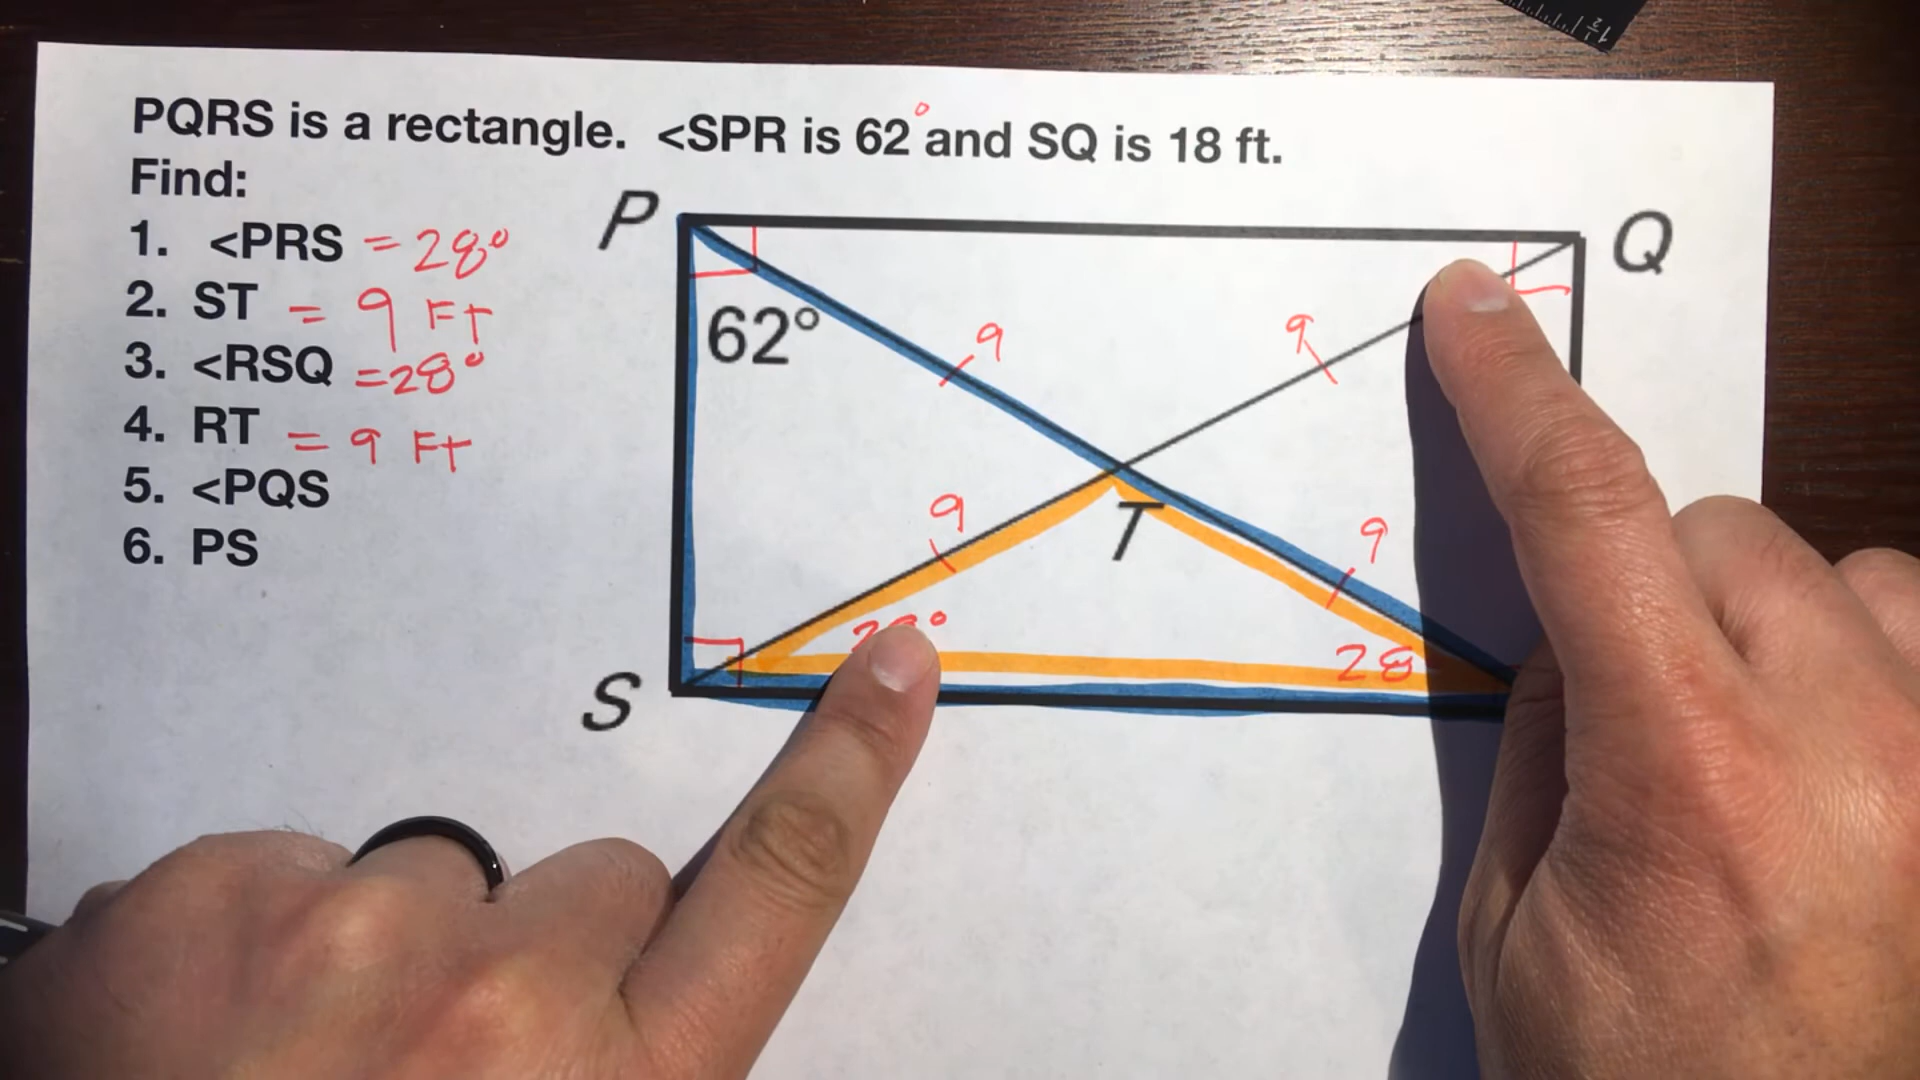 PQRS is a rectangle. <SPR is 62° and SQ is 18 ft.
Find:
1. <PRS = 28°
2. ST = 9 FT
3. <RSQ = 28°
4. RT = 9 FT
5. <PQS
6. PS
P
Q
62°
9
9
9
T
9
28
S